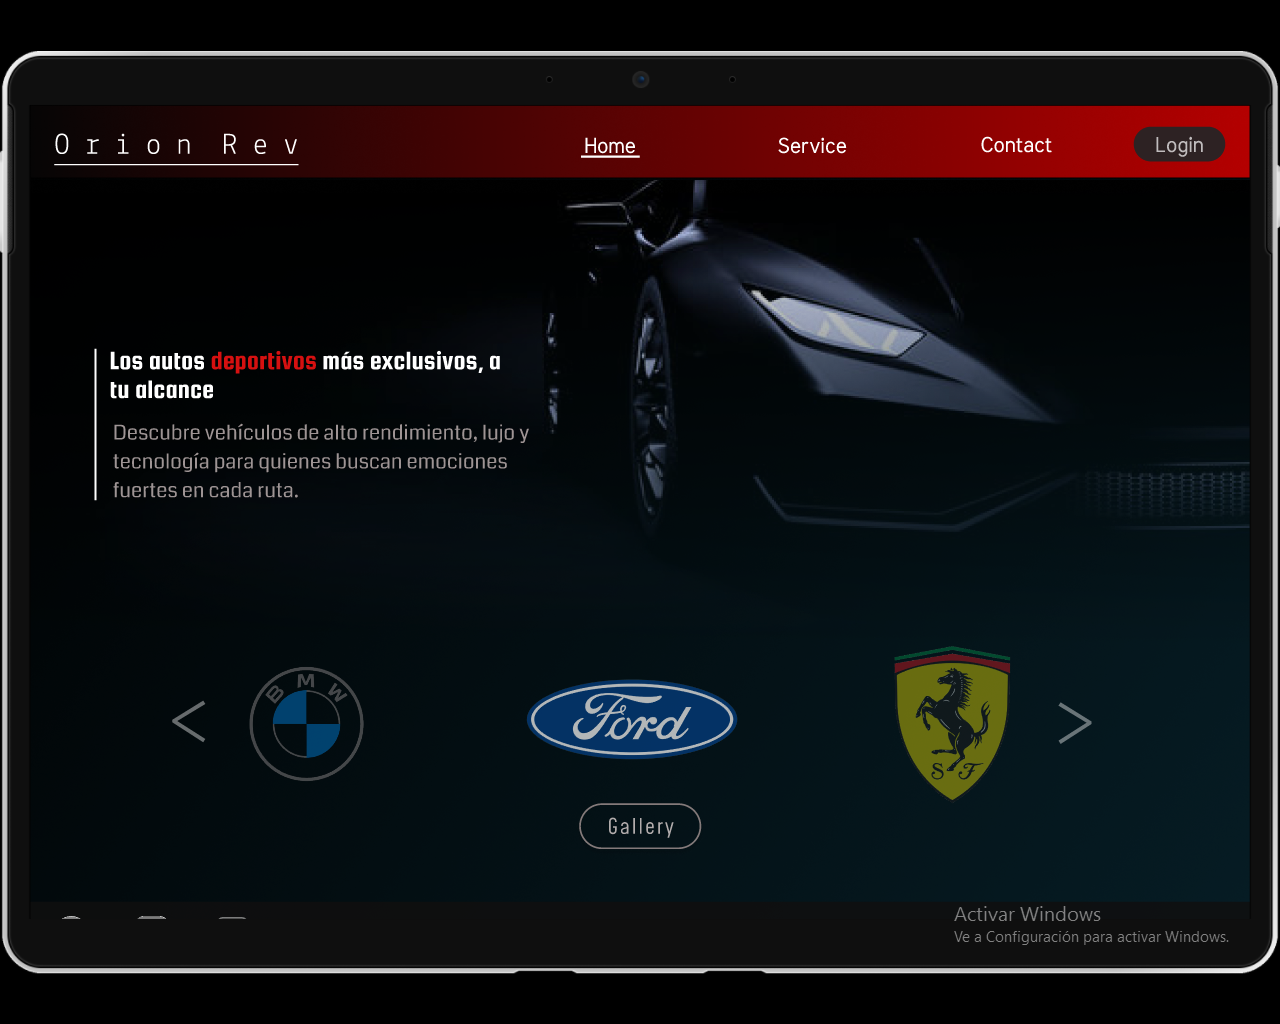 Orion Rev
Home
Service
Contact
Login
Los autos deportivos más exclusivos, a
tu alcance
Descubre vehículos de alto rendimiento, lujo y
tecnología para quienes buscan emociones
fuertes en cada ruta.
BMW
Ford
S F
Gallery
Activar Windows
Ve a Configuración para activar Windows.